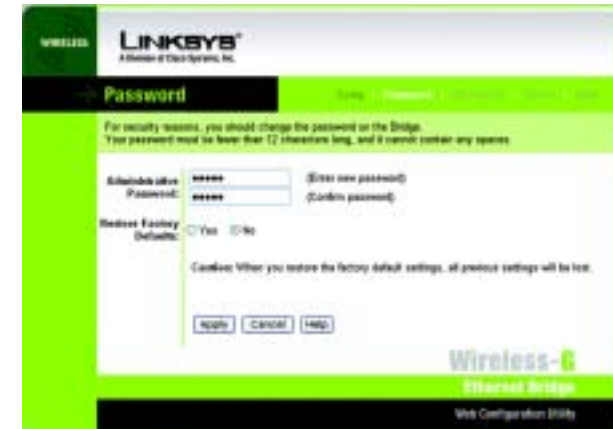 WIRELESS
LINKSYS®
A Division of Cisco Systems, Inc.
Password
Setup | Password |
For security reasons, you should change the password on the Bridge.
Your password must be fewer than 12 characters long, and it cannot contain any spaces.
Administrative Password: ***** (Enter new password)
***** (Confirm password)
Restore Factory Defaults: Yes No
Caution: When you restore the factory default settings, all previous settings will be lost.
Apply Cancel Help
Wireless-G
Ethernet Bridge
Web Configuration Utility